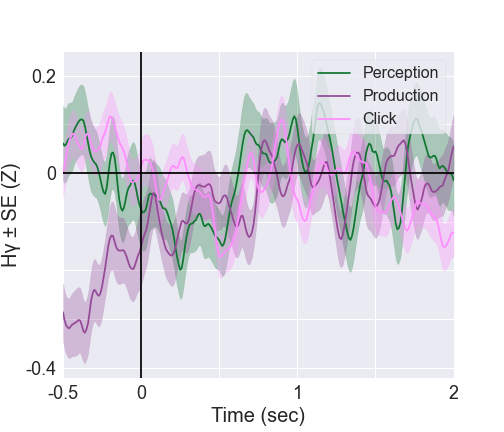 Perception
Production
Click
0.2
0
-0.4
Hγ ± SE (Z)
-0.5
0
1
2
Time (sec)